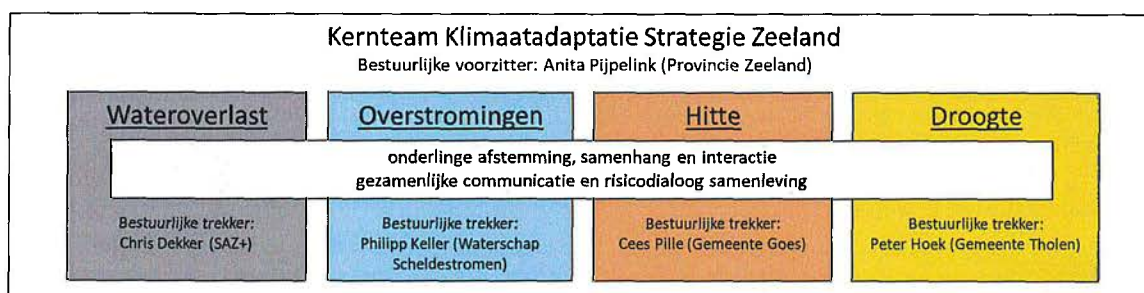 Kernteam Klimaatadaptatie Strategie Zeeland
Bestuurlijke voorzitter: Anita Pijpelink (Provincie Zeeland)
Wateroverlast
Overstromingen
Hitte
Droogte
onderlinge afstemming, samenhang en interactie
gezamenlijke communicatie en risicodialoog samenleving
Bestuurlijke trekker:
Chris Dekker (SAZ+)
Bestuurlijke trekker:
Philipp Keller (Waterschap
Scheldestromen)
Bestuurlijke trekker:
Cees Pille (Gemeente Goes)
Bestuurlijke trekker:
Peter Hoek (Gemeente Tholen)